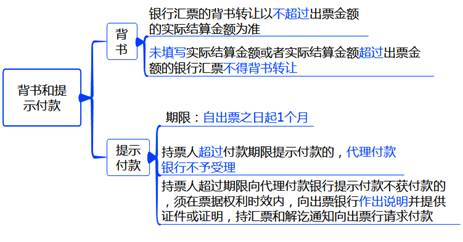 背书和提
示付款
背
书
银行汇票的背书转让以不超过出票金额
的实际结算金额为准
未填写实际结算金额或者实际结算金额超过出票金
额的银行汇票不得背书转让
提示
付款
期限：自出票之日起1个月
持票人超过付款期限提示付款的，代理付款
银行不予受理
持票人超过期限向代理付款银行提示付款不获付款的
，须在票据权利时效内，向出票银行作出说明并提供
证件或证明，持汇票和解讫通知向出票行请求付款